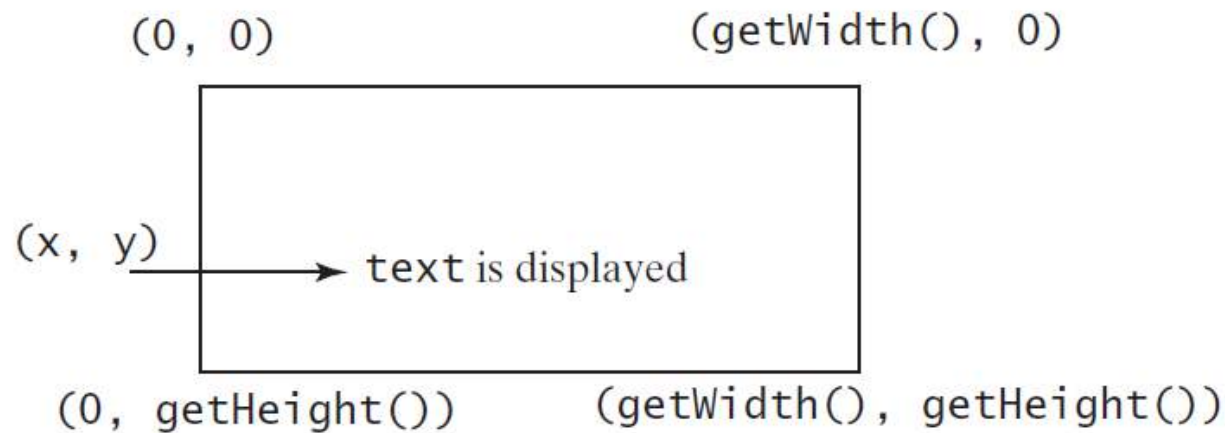 (0, 0) (getWidth(), 0)
(x, y)
text is displayed
(0, getHeight()) (getWidth(), getHeight())